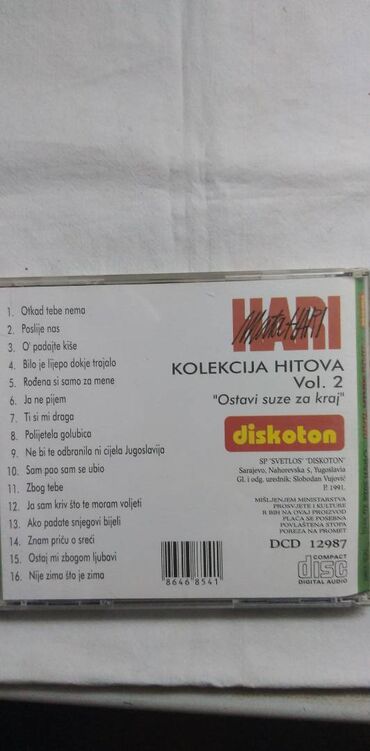 1. Otkad tebe nema
2. Poslije nas
3. O' padajte kiše
4. Bilo je lijepo dokje trajalo
5. Rođena si samo za mene
6. Ja ne pijem
7. Ti si mi draga
8. Polijetela golubica
9. Ne bi te odbranila ni cijela Jugoslavija
10. Sam pao sam se ubio
11. Zbog tebe
12. Ja sam kriv što te moram voljeti
13. Ako padate snjegovi bijeli
14. Znam priču o sreći
15. Ostaj mi zbogom ljubavi
16. Nije zima što je zima
HARI
Mata HARI
KOLEKCIJA HITOVA
Vol. 2
"Ostavi suze za kraj"
diskoton
SP "SVETLOS" "DISKOTON"
Sarajevo, Nahorevska 5, Yugoslavia
Gl. i odg. urednik: Slobodan Vujović
P. 1991.
MIŠLJENJEM MINISTARSTVA
PROSVJETE I KULTURE
R BIH NA OVAJ PROIZVOD
PLAĆA SE POSEBNA
POVLAŠTENA STOPA
POREZA NA PROMET
DCD 12987
COMPACT
disc
DIGITAL AUDIO
86468541